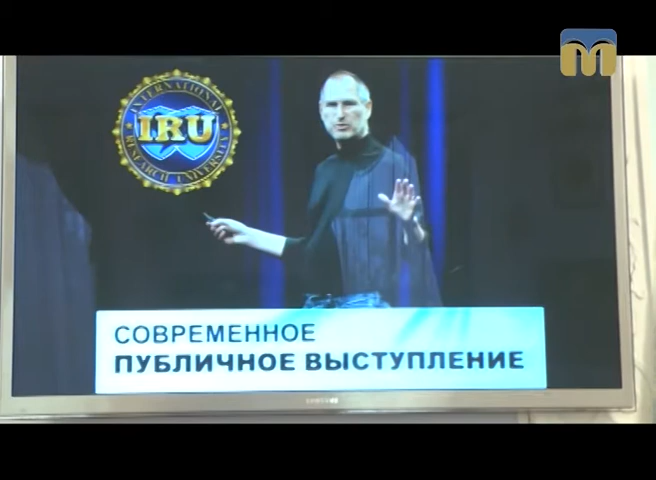 INTERNATIONAL
IRU
RESEARCH UNIVERSITY
M
СОВРЕМЕННОЕ
ПУБЛИЧНОЕ ВЫСТУПЛЕНИЕ